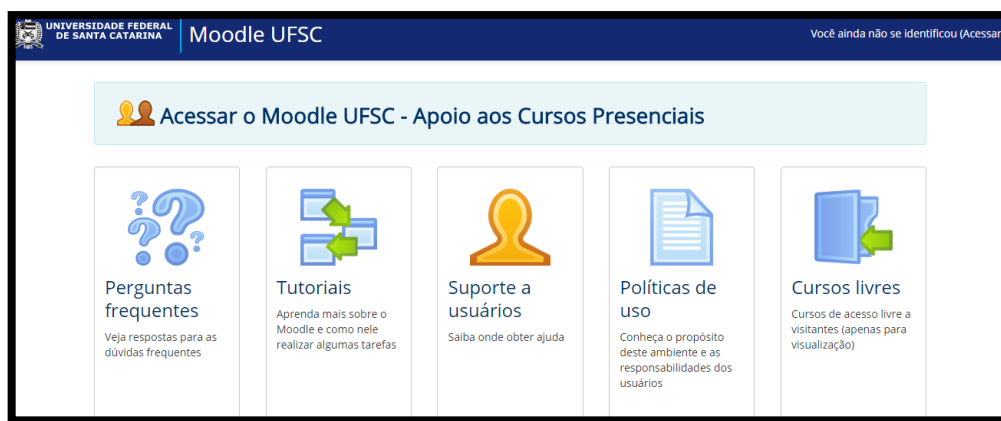 UNIVERSIDADE FEDERAL
DE SANTA CATARINA
Moodle UFSC
Você ainda não se identificou (Acessar
Acessar o Moodle UFSC - Apoio aos Cursos Presenciais
Perguntas
frequentes
Veja respostas para as
dúvidas frequentes
Tutoriais
Aprenda mais sobre o
Moodle e como nele
realizar algumas tarefas
Suporte a
usuários
Saiba onde obter ajuda
Políticas de
uso
Conheça o propósito
deste ambiente e as
responsabilidades dos
usuários
Cursos livres
Cursos de acesso livre a
visitantes (apenas para
visualização)